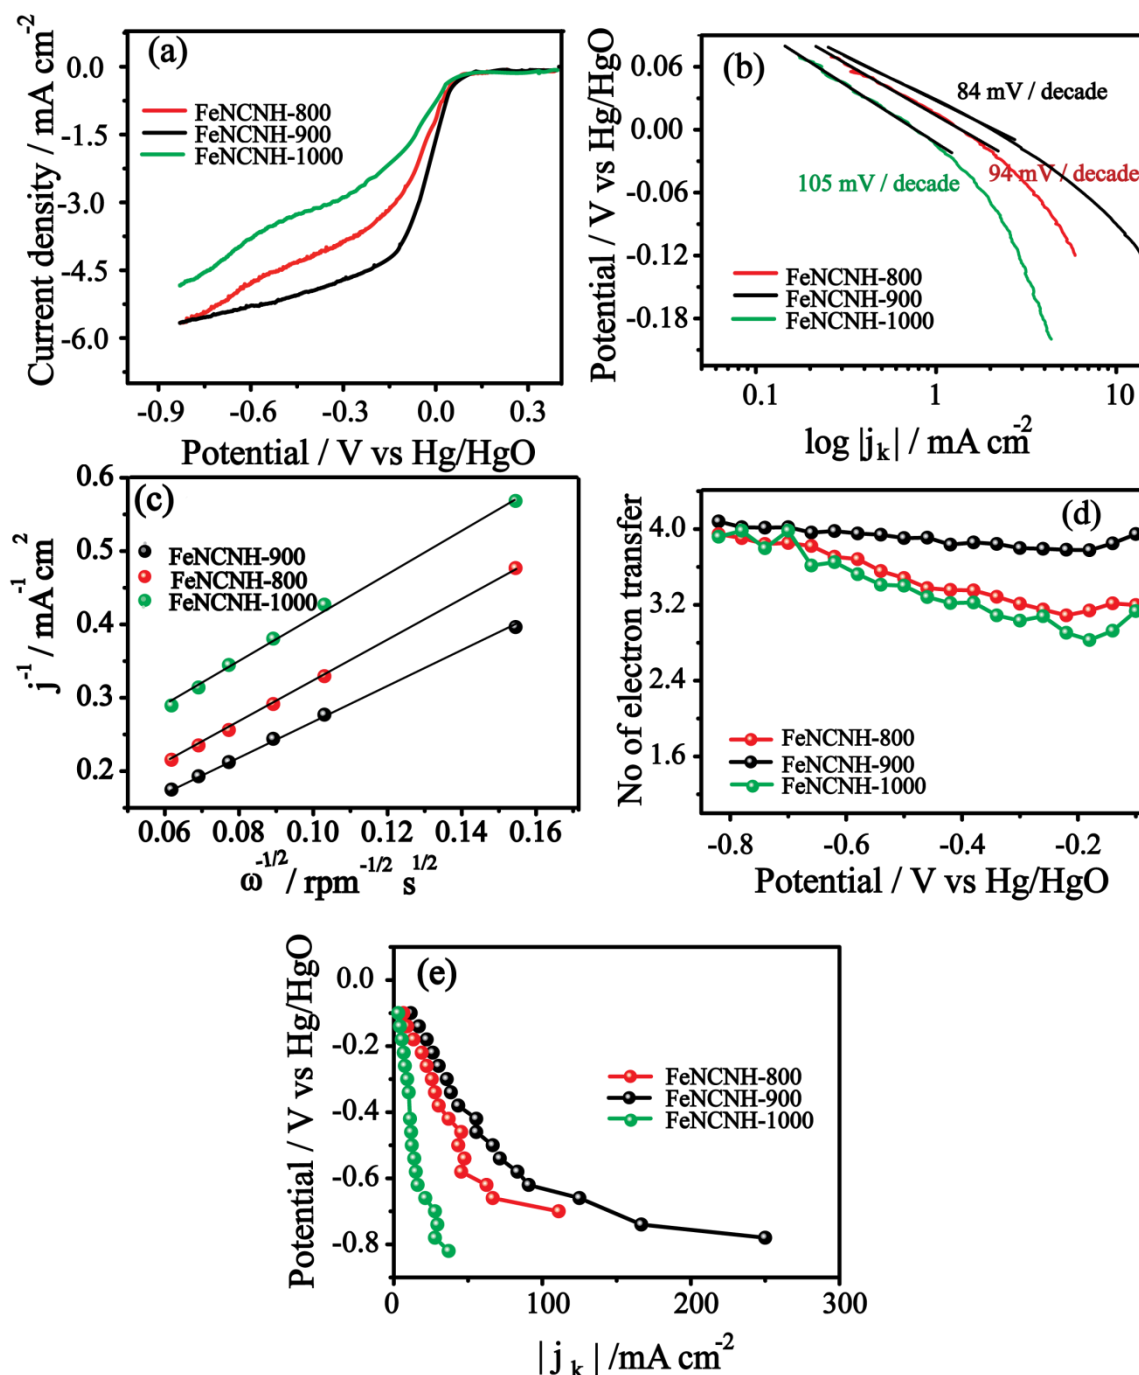 (a)
Current density / mA cm-2
0.0
-1.5
-3.0
-4.5
-6.0
FeNCNH-800
FeNCNH-900
FeNCNH-1000
-0.9 -0.6 -0.3 0.0 0.3
Potential / V vs Hg/HgO
(b)
Potential / V vs Hg/HgO
0.06
0.00
-0.06
-0.12
-0.18
84 mV / decade
94 mV / decade
105 mV / decade
FeNCNH-800
FeNCNH-900
FeNCNH-1000
0.1 1 10
log |jk| / mA cm-2
(c)
j-1 / mA-1 cm2
0.6
0.5
0.4
0.3
0.2
FeNCNH-900
FeNCNH-800
FeNCNH-1000
0.06 0.08 0.10 0.12 0.14 0.16
ω-1/2 / rpm-1/2 s1/2
(d)
No of electron transfer
4.0
3.2
2.4
1.6
FeNCNH-800
FeNCNH-900
FeNCNH-1000
-0.8 -0.6 -0.4 -0.2
Potential / V vs Hg/HgO
(e)
Potential / V vs Hg/HgO
0.0
-0.2
-0.4
-0.6
-0.8
FeNCNH-800
FeNCNH-900
FeNCNH-1000
0 100 200 300
| jk | /mA cm-2